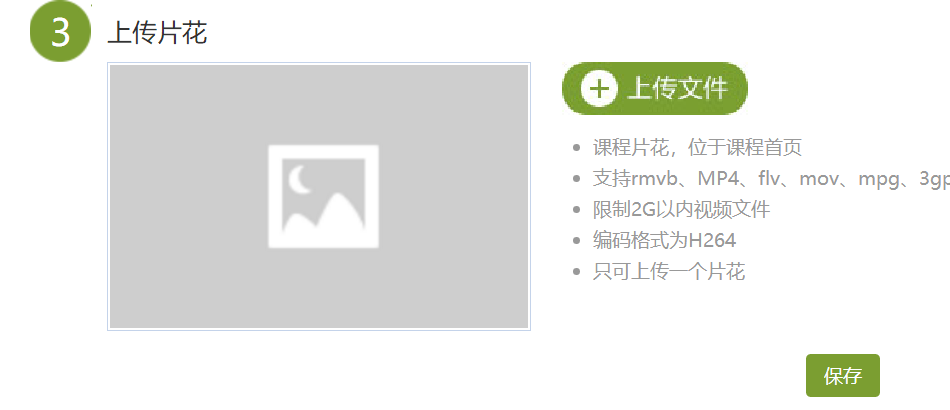 3 上传片花
上传文件
课程片花，位于课程首页
支持rmvb、MP4、flv、mov、mpg、3gp
限制2G以内视频文件
编码格式为H264
只可上传一个片花
保存